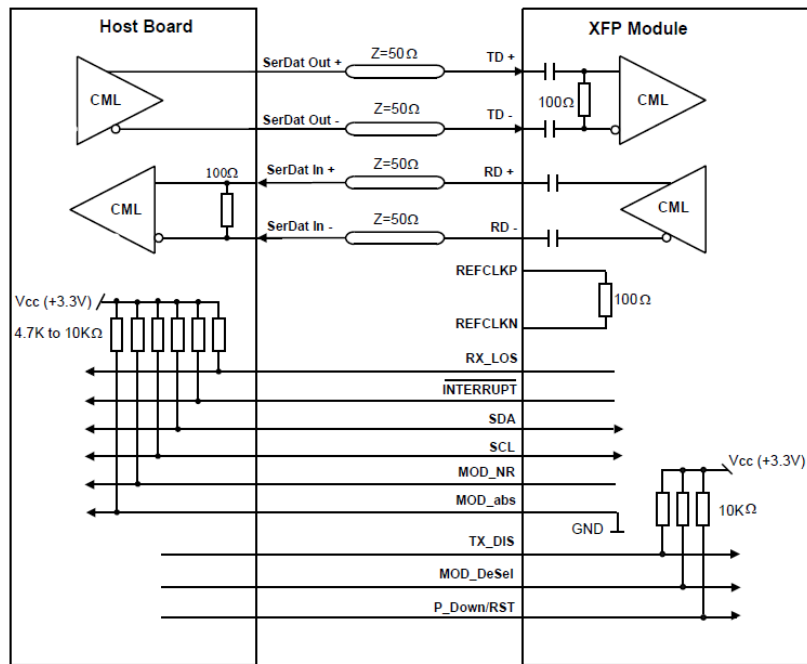 Host Board
XFP Module
SerDat Out +
Z=50Ω
TD +
CML
100Ω
CML
SerDat Out -
Z=50Ω
TD -
SerDat In +
Z=50Ω
RD +
100Ω
CML
CML
SerDat In -
Z=50Ω
RD -
REFCLKP
100Ω
REFCLKN
Vcc (+3.3V)
4.7K to 10KΩ
RX_LOS
INTERRUPT
SDA
SCL
MOD_NR
MOD_abs
Vcc (+3.3V)
10KΩ
GND
TX_DIS
MOD_DeSel
P_Down/RST